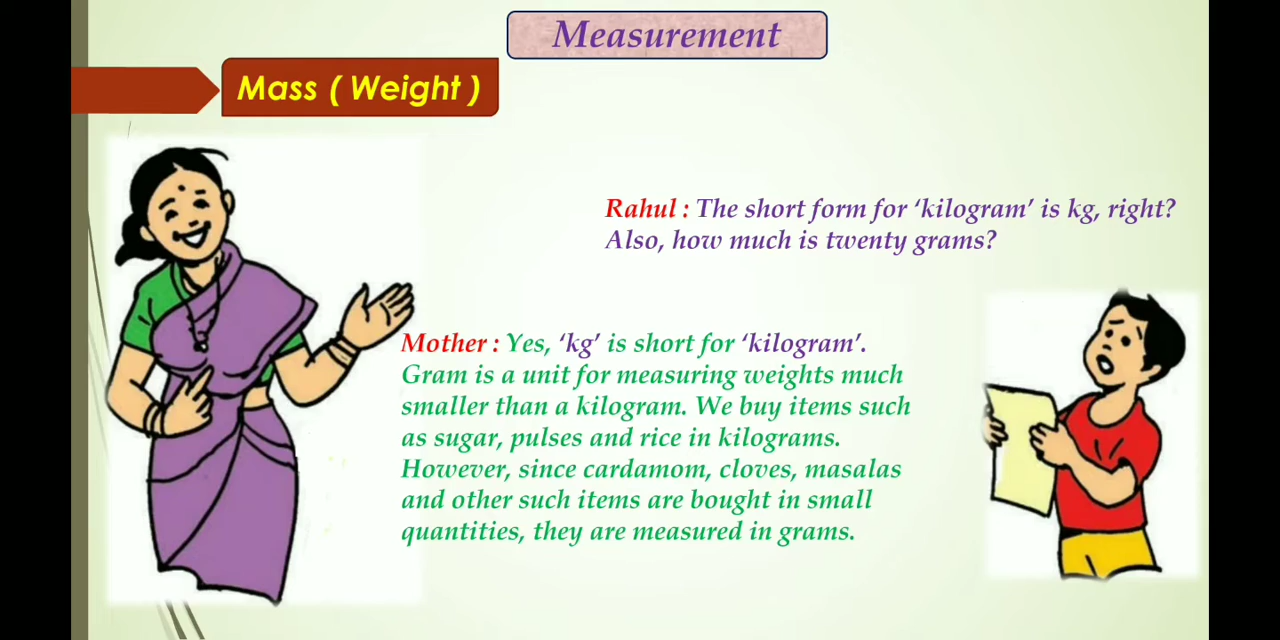 Measurement
Mass ( Weight )
Rahul : The short form for ‘kilogram’ is kg, right?
Also, how much is twenty grams?
Mother : Yes, ‘kg’ is short for ‘kilogram’.
Gram is a unit for measuring weights much
smaller than a kilogram. We buy items such
as sugar, pulses and rice in kilograms.
However, since cardamom, cloves, masalas
and other such items are bought in small
quantities, they are measured in grams.